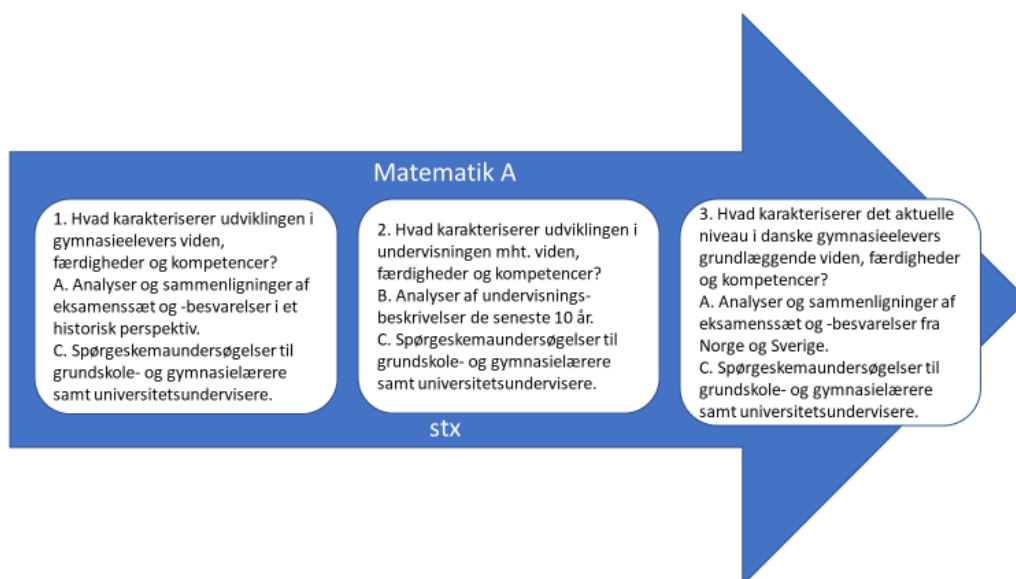 Matematik A
1. Hvad karakteriserer udviklingen i
gymnasieelevers viden,
færdigheder og kompetencer?
A. Analyser og sammenligninger af
eksamenssæt og -besvarelser i et
historisk perspektiv.
C. Spørgeskemaundersøgelser til
grundskole- og gymnasielærere
samt universitetsundervisere.
2. Hvad karakteriserer udviklingen i
undervisningen mht. viden,
færdigheder og kompetencer?
B. Analyser af undervisnings-
beskrivelser de seneste 10 år.
C. Spørgeskemaundersøgelser til
grundskole- og gymnasielærere
samt universitetsundervisere.
3. Hvad karakteriserer det aktuelle
niveau i danske gymnasieelevers
grundlæggende viden, færdigheder
og kompetencer?
A. Analyser og sammenligninger af
eksamenssæt og -besvarelser fra
Norge og Sverige.
C. Spørgeskemaundersøgelser til
grundskole- og gymnasielærere
samt universitetsundervisere.
stx